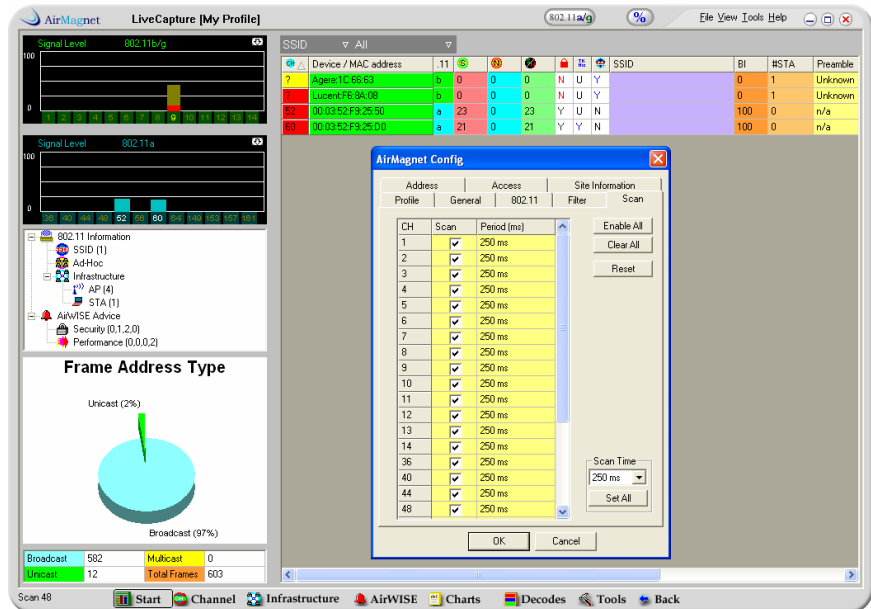 AirMagnet LiveCapture [My Profile] 802.11a/g % File View Tools Help
Signal Level 802.11b/g
100
0
1 2 3 4 5 6 7 8 9 10 11 12 13 14
Signal Level 802.11a
100
0
36 40 44 48 52 56 60 64 149 153 157 161
802.11 Information
SSID (1)
Ad-Hoc
Infrastructure
AP (4)
STA (1)
AirWISE Advice
Security (0,1,2,0)
Performance (0,0,0,2)
Frame Address Type
Unicast (2%)
Broadcast (97%)
Broadcast 582 Multicast 0
Unicast 12 Total Frames 603
SSID All
CH Device / MAC address .11 S N SSID BI #STA Preamble
? Agere:1C:66:63 b 0 0 0 N U Y 0 1 Unknown
? Lucent:F6:8A:08 b 0 0 0 N U Y 0 1 Unknown
52 00:03:52:F9:25:50 a 23 0 23 Y U N 100 0 n/a
60 00:03:52:F9:25:D0 a 21 0 21 Y Y N 100 0 n/a
AirMagnet Config
Address Access Site Information
Profile General 802.11 Filter Scan
CH Scan Period (ms)
1 250 ms
2 250 ms
3 250 ms
4 250 ms
5 250 ms
6 250 ms
7 250 ms
8 250 ms
9 250 ms
10 250 ms
11 250 ms
12 250 ms
13 250 ms
14 250 ms
36 250 ms
40 250 ms
44 250 ms
48 250 ms
Enable All
Clear All
Reset
Scan Time
250 ms
Set All
OK Cancel
Scan 48 Start Channel Infrastructure AirWISE Charts Decodes Tools Back